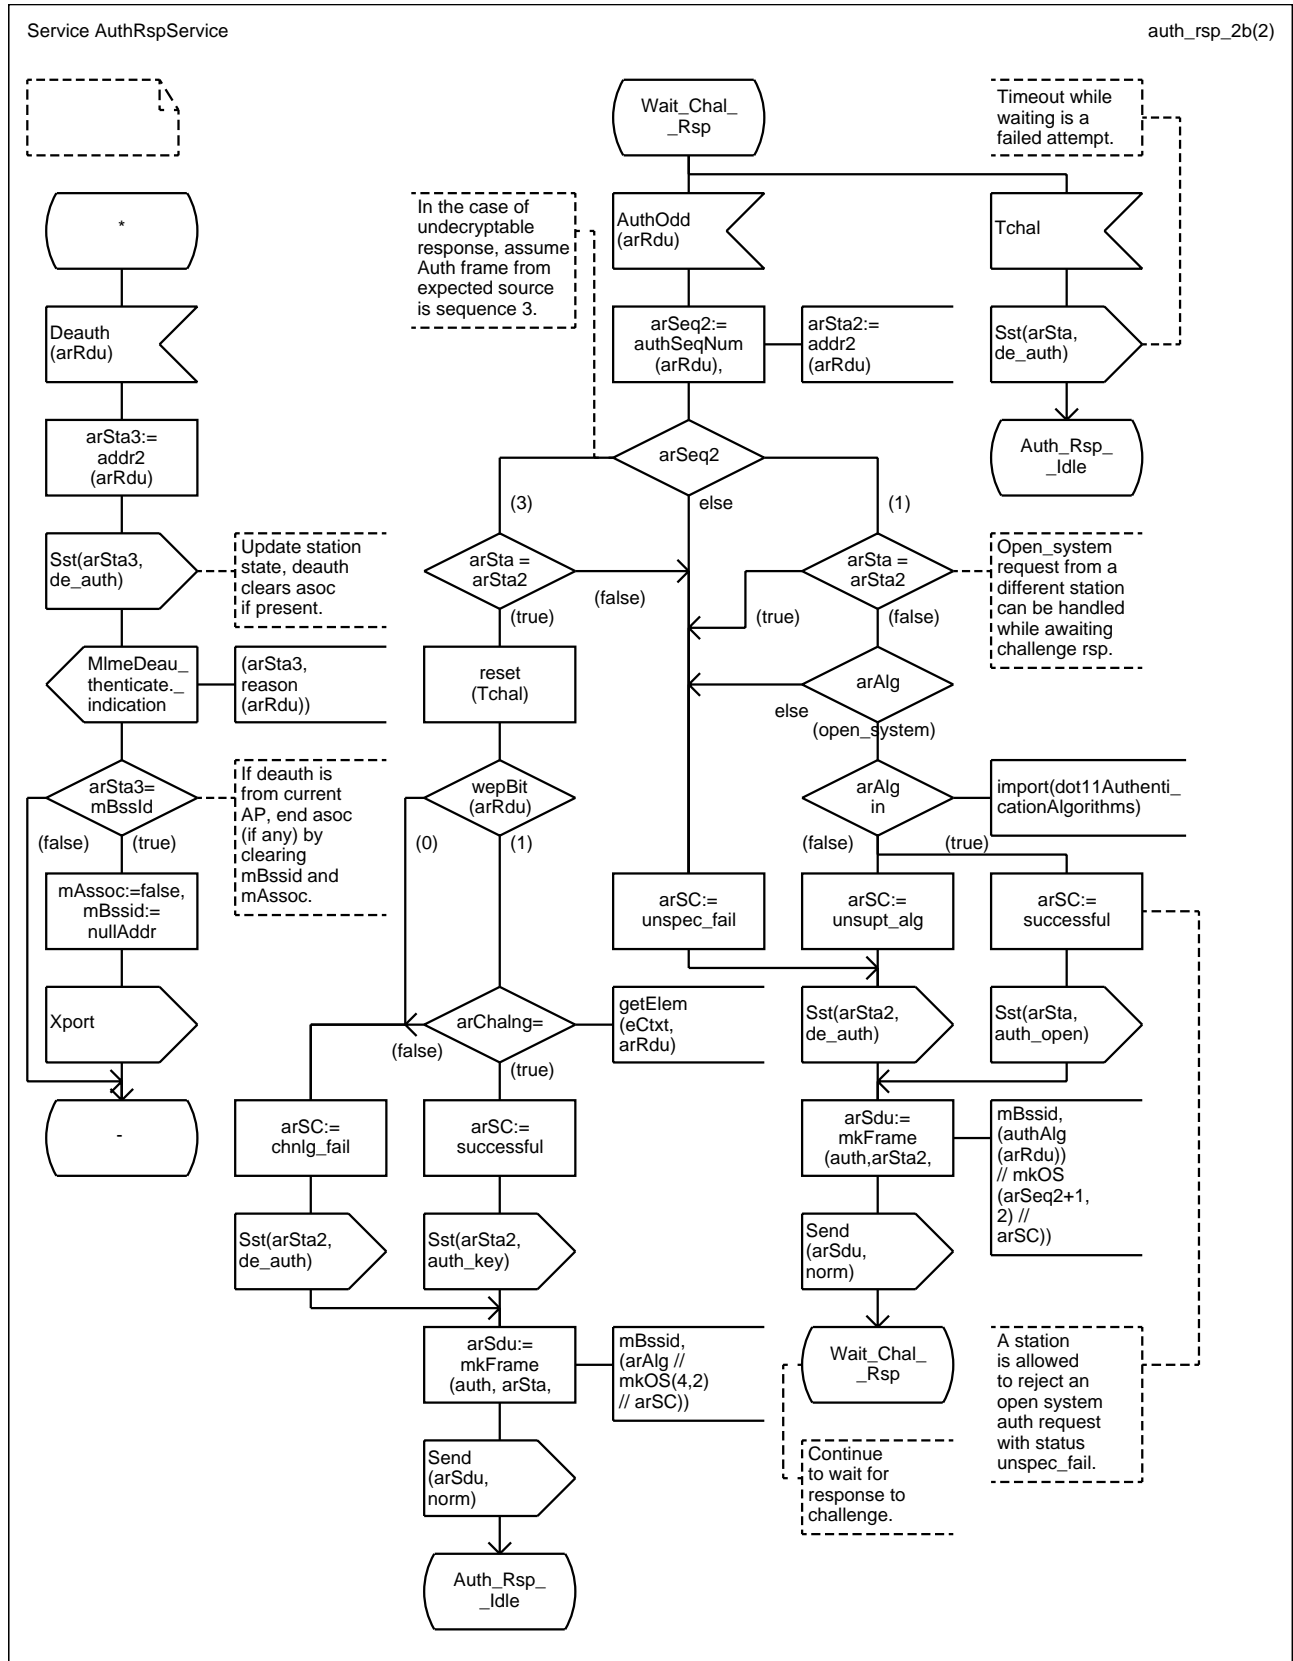 Service AuthRspService
auth_rsp_2b(2)
*
Deauth
(arRdu)
arSta3:=
addr2
(arRdu)
Sst(arSta3,
de_auth)
Update station
state, deauth
clears asoc
if present.
MlmeDeau_
thenticate._
indication
(arSta3,
reason
(arRdu))
arSta3=
mBssId
(false)
(true)
If deauth is
from current
AP, end asoc
(if any) by
clearing
mBssid and
mAssoc.
mAssoc:=false,
mBssid:=
nullAddr
Xport
-
Wait_Chal_
_Rsp
In the case of
undecryptable
response, assume
Auth frame from
expected source
is sequence 3.
AuthOdd
(arRdu)
arSeq2:=
authSeqNum
(arRdu),
arSta2:=
addr2
(arRdu)
Timeout while
waiting is a
failed attempt.
Tchal
Sst(arSta,
de_auth)
Auth_Rsp_
_Idle
arSeq2
(3)
else
(1)
arSta =
arSta2
(false)
(true)
reset
(Tchal)
wepBit
(arRdu)
(0)
(1)
arChalng=
(false)
(true)
getElem
(eCtxt,
arRdu)
arSC:=
chnlg_fail
arSC:=
successful
Sst(arSta2,
de_auth)
Sst(arSta2,
auth_key)
arSdu:=
mkFrame
(auth, arSta,
mBssid,
(arAlg //
mkOS(4,2)
// arSC))
Send
(arSdu,
norm)
Auth_Rsp_
_Idle
arSta =
arSta2
(true)
(false)
Open_system
request from a
different station
can be handled
while awaiting
challenge rsp.
arAlg
else
(open_system)
arAlg
in
import(dot11Authenti_
cationAlgorithms)
(false)
(true)
arSC:=
unspec_fail
arSC:=
unsupt_alg
arSC:=
successful
Sst(arSta2,
de_auth)
Sst(arSta,
auth_open)
arSdu:=
mkFrame
(auth,arSta2,
mBssid,
(authAlg
(arRdu))
// mkOS
(arSeq2+1,
2) //
arSC))
Send
(arSdu,
norm)
Wait_Chal_
_Rsp
Continue
to wait for
response to
challenge.
A station
is allowed
to reject an
open system
auth request
with status
unspec_fail.